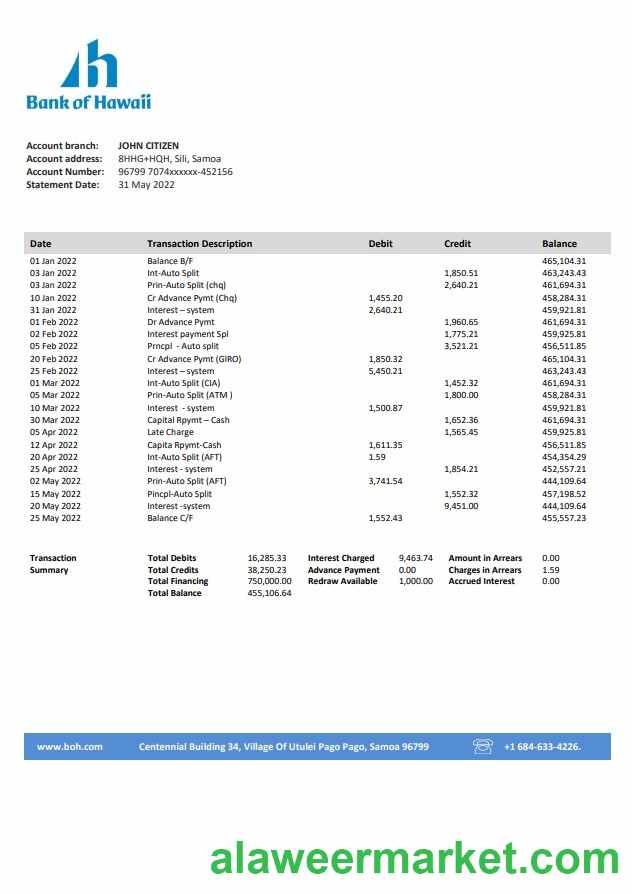 Bank of Hawaii
Account branch: JOHN CITIZEN
Account address: 8HHG+HQH, Sili, Samoa
Account Number: 96799 7074xxxxxx-452156
Statement Date: 31 May 2022
Date Transaction Description Debit Credit Balance
01 Jan 2022 Balance B/F 465,104.31
03 Jan 2022 Int-Auto Split 1,850.51 463,243.43
03 Jan 2022 Prin-Auto Split (chq) 2,640.21 461,694.31
10 Jan 2022 Cr Advance Pymt (Chq) 1,455.20 458,284.31
31 Jan 2022 Interest – system 2,640.21 459,921.81
01 Feb 2022 Dr Advance Pymt 1,960.65 461,694.31
02 Feb 2022 Interest payment Spl 1,775.21 459,925.81
05 Feb 2022 Prncpl - Auto split 3,521.21 456,511.85
20 Feb 2022 Cr Advance Pymt (GIRO) 1,850.32 465,104.31
25 Feb 2022 Interest – system 5,450.21 463,243.43
01 Mar 2022 Int-Auto Split (CIA) 1,452.32 461,694.31
05 Mar 2022 Prin-Auto Split (ATM ) 1,800.00 458,284.31
10 Mar 2022 Interest - system 1,500.87 459,921.81
30 Mar 2022 Capital Rpymt – Cash 1,652.36 461,694.31
05 Apr 2022 Late Charge 1,565.45 459,925.81
12 Apr 2022 Capita Rpymt-Cash 1,611.35 456,511.85
20 Apr 2022 Int-Auto Split (AFT) 1.59 454,354.29
25 Apr 2022 Interest - system 1,854.21 452,557.21
02 May 2022 Prin-Auto Split (AFT) 3,741.54 444,109.64
15 May 2022 Pincpl-Auto Split 1,552.32 457,198.52
20 May 2022 Interest -system 9,451.00 444,109.64
25 May 2022 Balance C/F 1,552.43 455,557.23
Transaction Total Debits 16,285.33 Interest Charged 9,463.74 Amount in Arrears 0.00
Summary Total Credits 38,250.23 Advance Payment 0.00 Charges in Arrears 1.59
Total Financing 750,000.00 Redraw Available 1,000.00 Accrued Interest 0.00
Total Balance 455,106.64
www.boh.com Centennial Building 34, Village Of Utulei Pago Pago, Samoa 96799 +1 684-633-4226.
alaweermarket.com